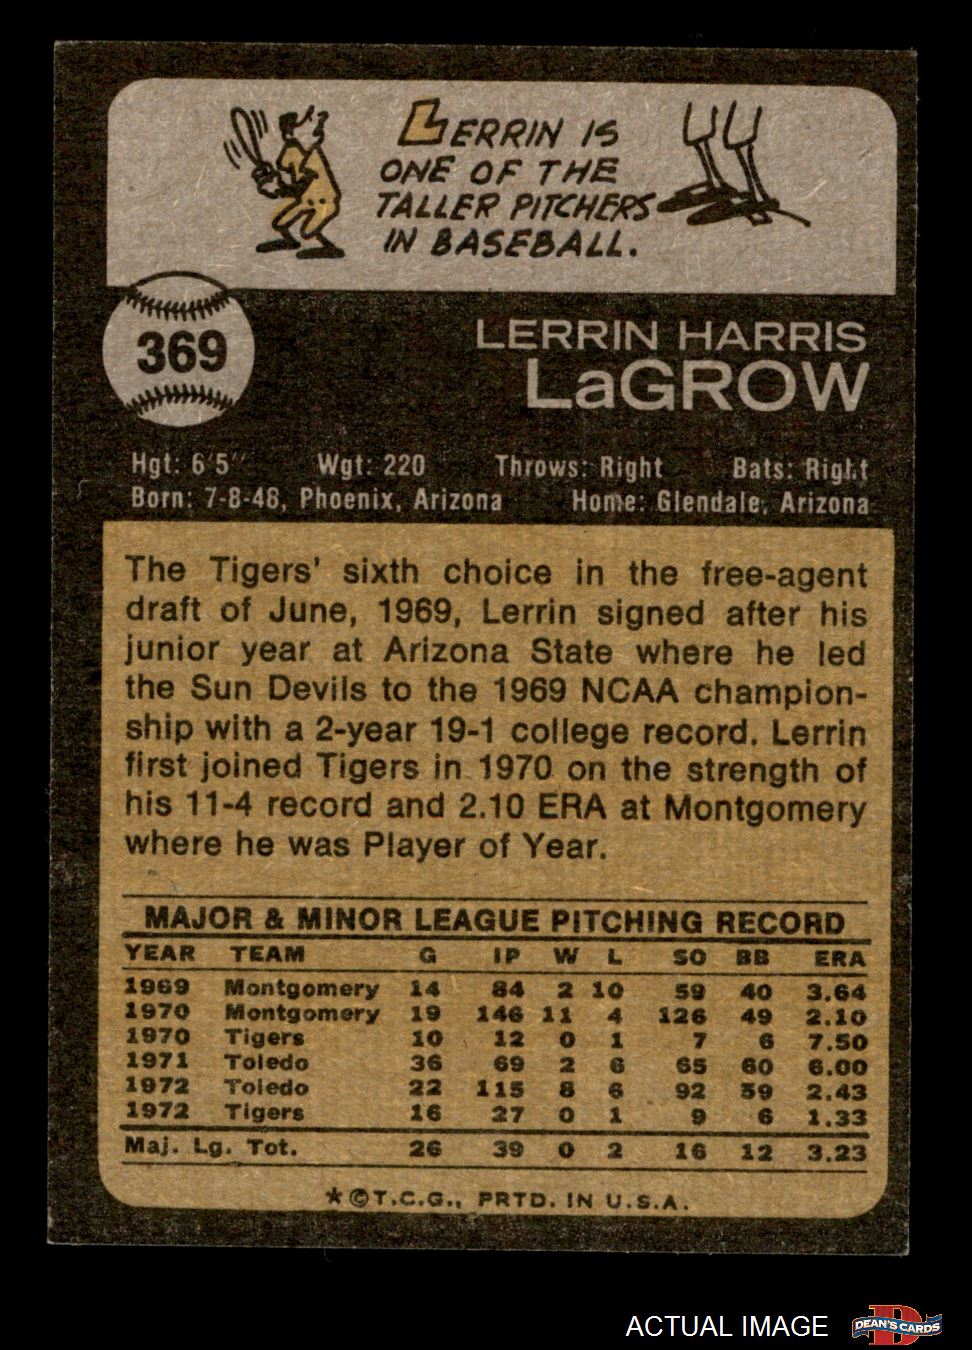 LERRIN IS
ONE OF THE
TALLER PITCHERS
IN BASEBALL.
369
LERRIN HARRIS
LaGROW
Hgt: 6'5" Wgt: 220 Throws: Right Bats: Right
Born: 7-8-48, Phoenix, Arizona Home: Glendale, Arizona
The Tigers' sixth choice in the free-agent
draft of June, 1969, Lerrin signed after his
junior year at Arizona State where he led
the Sun Devils to the 1969 NCAA champion-
ship with a 2-year 19-1 college record. Lerrin
first joined Tigers in 1970 on the strength of
his 11-4 record and 2.10 ERA at Montgomery
where he was Player of Year.
MAJOR & MINOR LEAGUE PITCHING RECORD
YEAR TEAM G IP W L SO BB ERA
1969 Montgomery 14 84 2 10 59 40 3.64
1970 Montgomery 19 146 11 4 126 49 2.10
1970 Tigers 10 12 0 1 7 6 7.50
1971 Toledo 36 69 2 6 65 60 6.00
1972 Toledo 22 115 8 6 92 59 2.43
1972 Tigers 16 27 0 1 9 6 1.33
Maj. Lg. Tot. 26 39 0 2 16 12 3.23
★©T.C.G., PRTD. IN U.S.A.
ACTUAL IMAGE
D
DEAN'S CARDS